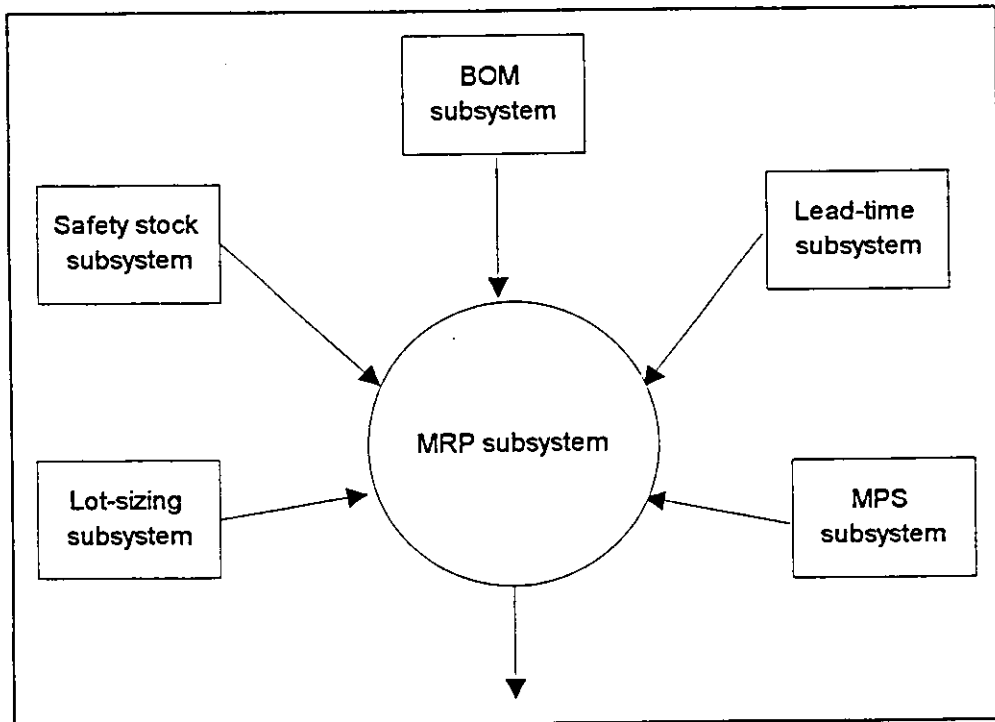 BOM
subsystem
Safety stock
subsystem
Lead-time
subsystem
MRP subsystem
Lot-sizing
subsystem
MPS
subsystem